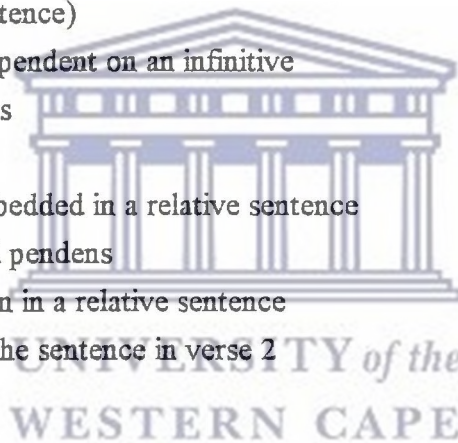 tence)
pendent on an infinitive
s
bedded in a relative sentence
pendens
n in a relative sentence
he sentence in verse 2
UNIVERSITY of the
WESTERN CAPE